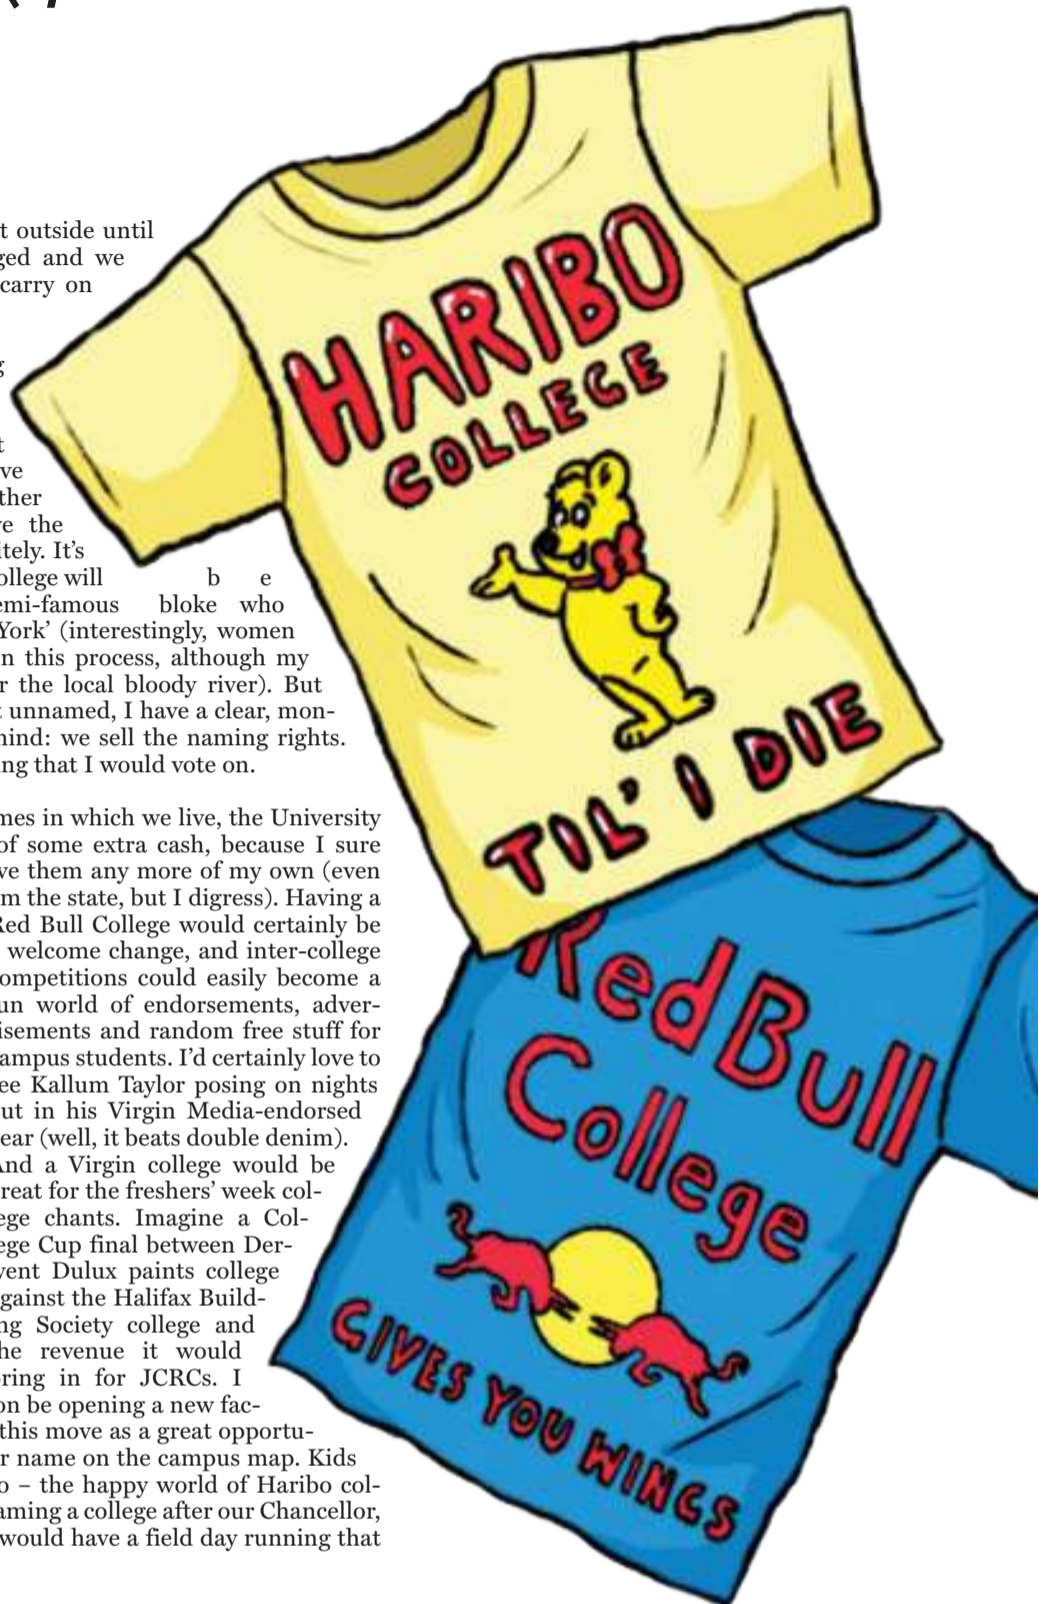 t outside until
ged and we
carry on
g
t
ve
ther
e the
itely. It's
ollege will b e
emi-famous bloke who
York' (interestingly, women
n this process, although my
r the local bloody river). But
t unnamed, I have a clear, mon-
nind: we sell the naming rights.
ing that I would vote on.
mes in which we live, the University
of some extra cash, because I sure
ve them any more of my own (even
m the state, but I digress). Having a
Red Bull College would certainly be
welcome change, and inter-college
ompetitions could easily become a
un world of endorsements, adver-
isements and random free stuff for
ampus students. I'd certainly love to
ee Kallum Taylor posing on nights
ut in his Virgin Media-endorsed
ear (well, it beats double denim).
And a Virgin college would be
reat for the freshers' week col-
ege chants. Imagine a Col-
ege Cup final between Der-
vent Dulux paints college
gainst the Halifax Build-
ng Society college and
he revenue it would
bring in for JCRCs. I
on be opening a new fac-
this move as a great opportu-
r name on the campus map. Kids
o – the happy world of Haribo col-
aming a college after our Chancellor,
would have a field day running that
HARIBO
COLLEGE
TIL' I DIE
Red Bull
College
GIVES YOU WINGS